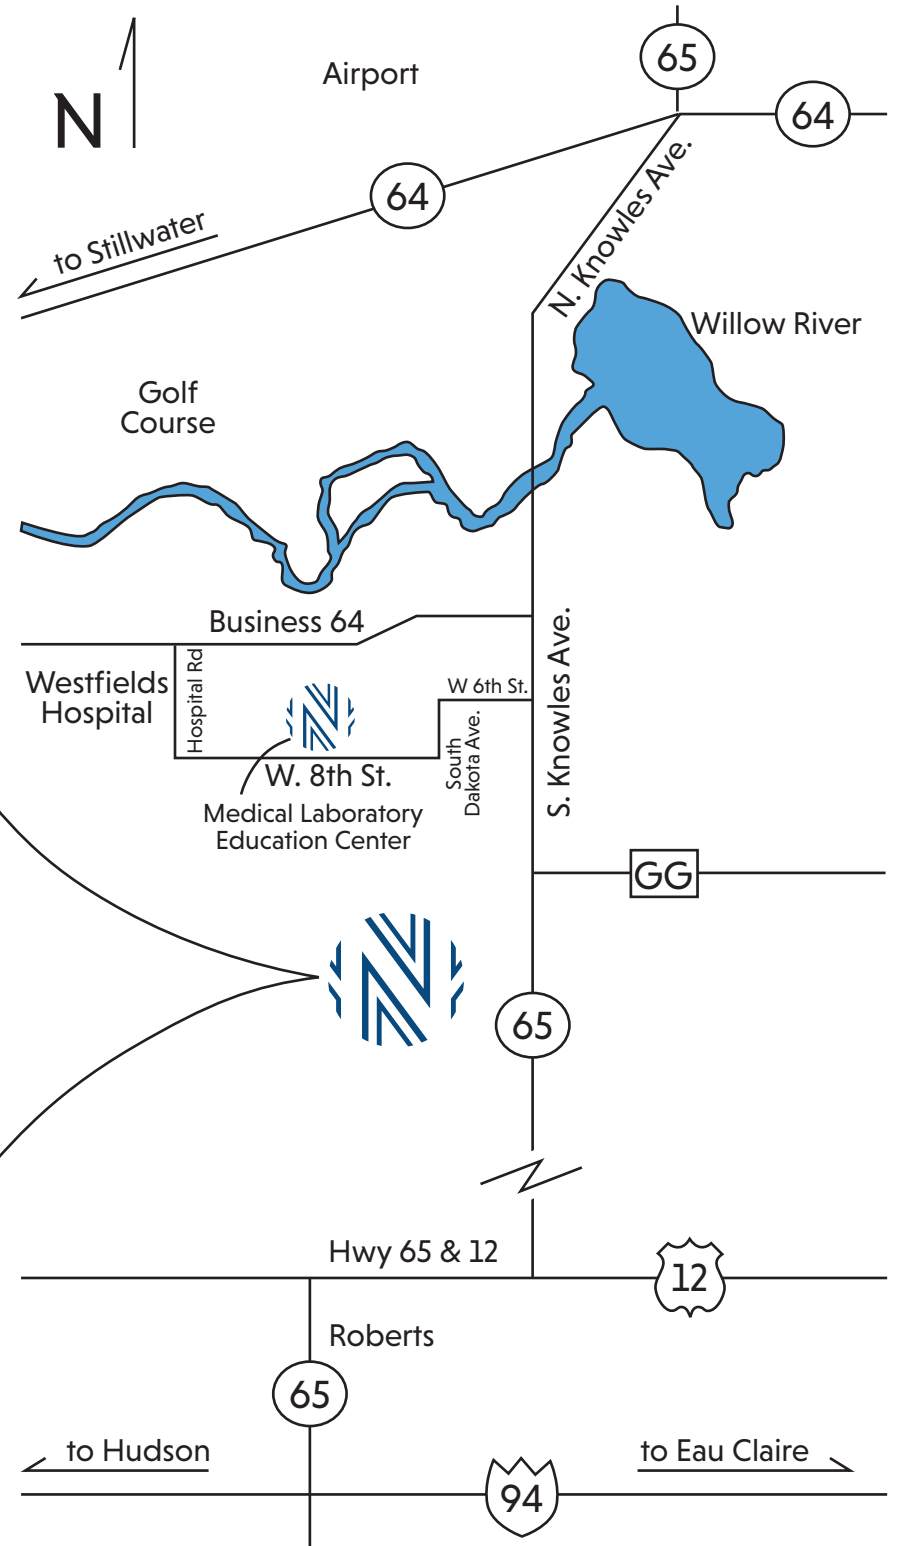 65
Airport
N
64
64
N. Knowles Ave.
to Stillwater
Willow River
Golf
Course
Business 64
S. Knowles Ave.
Westfields
Hospital
Hospital Rd
W 6th St.
South
Dakota Ave.
W. 8th St.
Medical Laboratory
Education Center
GG
N
65
Hwy 65 & 12
12
Roberts
65
to Hudson
to Eau Claire
94